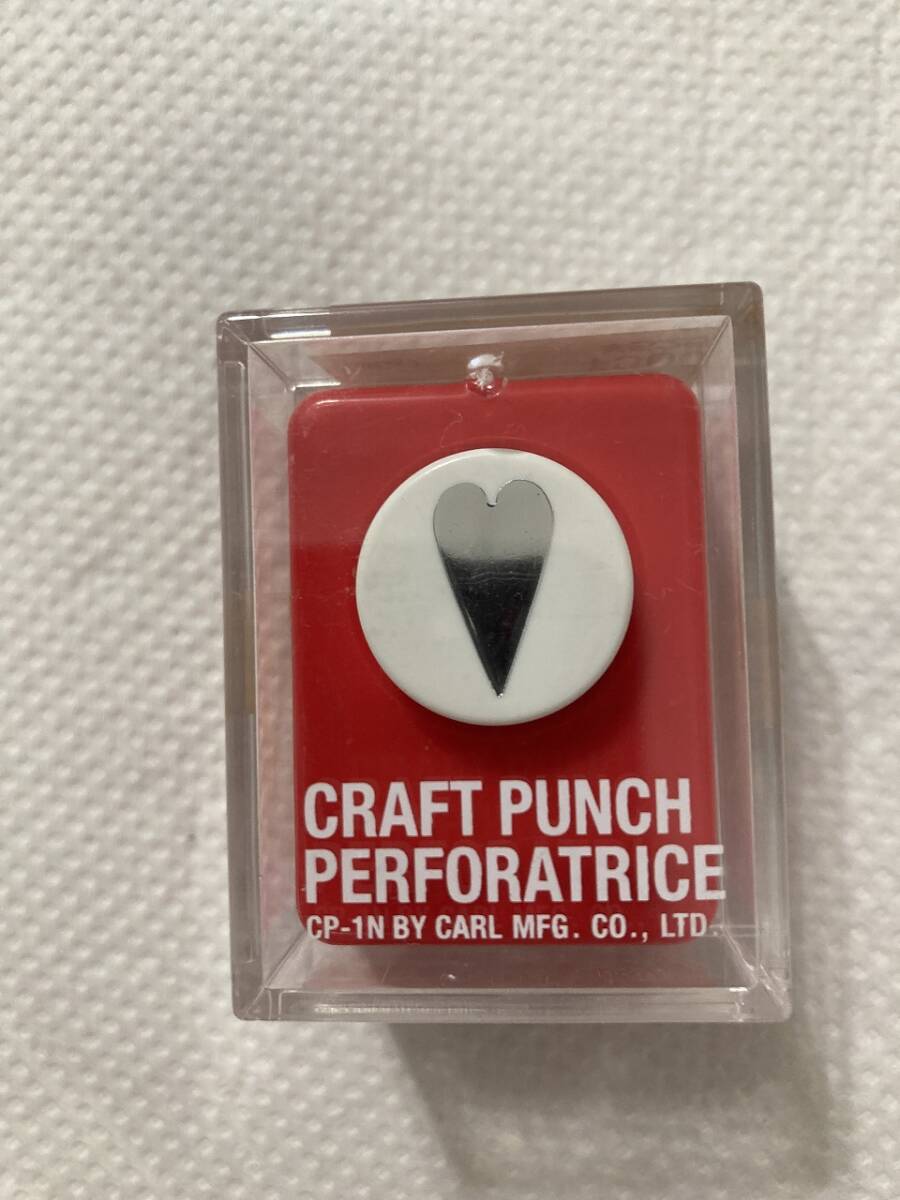 CRAFT PUNCH
PERFORATRICE
CP-1N BY CARL MFG. CO., LTD.